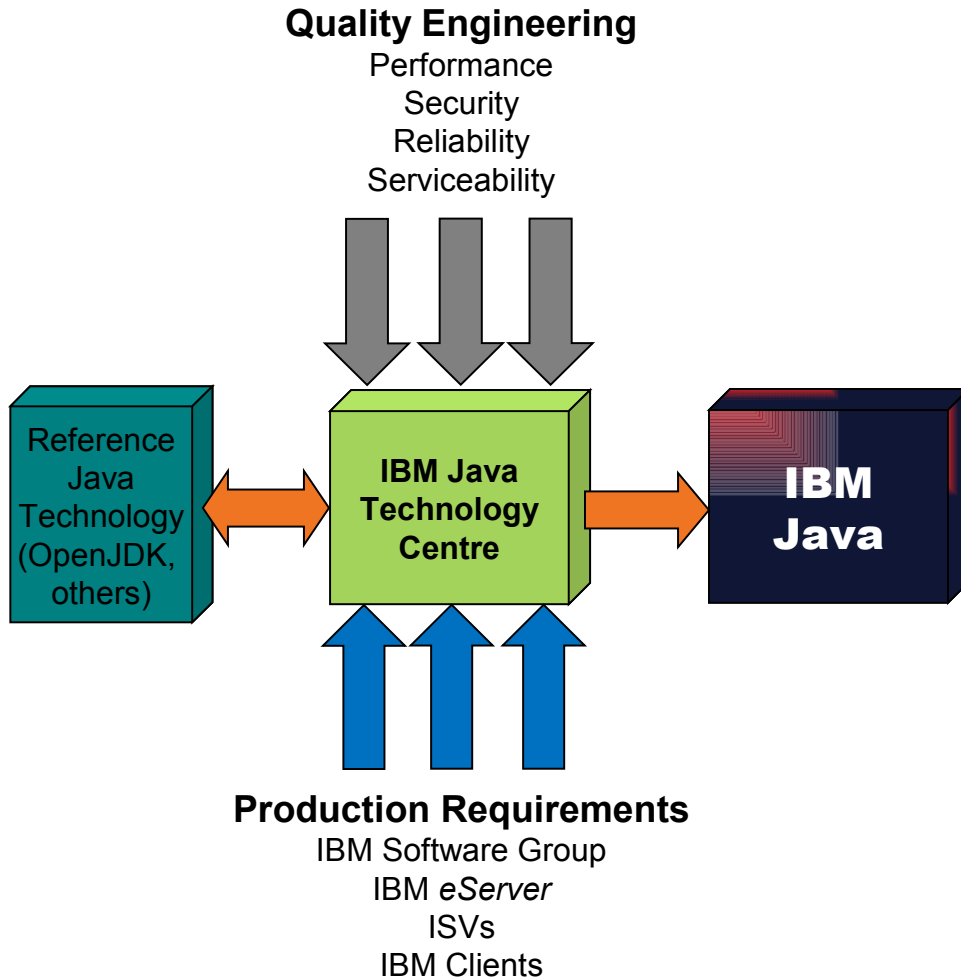 Quality Engineering
Performance
Security
Reliability
Serviceability
Reference
Java
Technology
(OpenJDK,
others)
IBM Java
Technology
Centre
IBM
Java
Production Requirements
IBM Software Group
IBM eServer
ISVs
IBM Clients